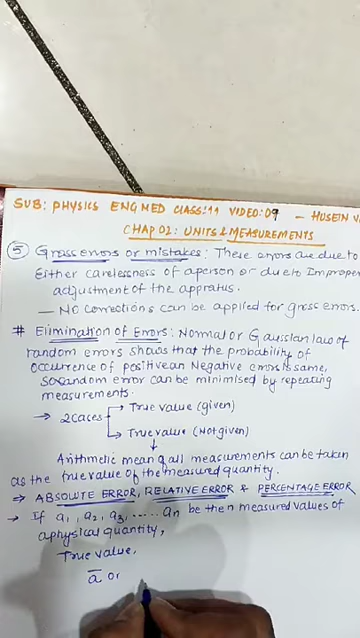 SUB: PHYSICS ENG MED CLASS:11 VIDEO:09 - HUSEIN
CHAP 02: UNITS & MEASUREMENTS
⑤ Gross errors or mistakes: These errors are due to
Either carelessness of a person or due to Improper
adjustment of the appratus.
— No corrections can be applied for gross errors.
# Elimination of Errors: Normal or Gaussian law of
random errors shows that the probability of
occurrence of positive an Negative errors is same,
so random error can be minimised by repeating
measurements.
→ 2 cases → True value (given)
→ True value (Not given)
↓
Arithmetic mean of all measurements can be taken
as the true value of the measured quantity.
⇒ ABSOLUTE ERROR, RELATIVE ERROR & PERCENTAGE ERROR
→ If a₁, a₂, a₃, ..... an be the n measured values of
a physical quantity,
True value,
a̅ or